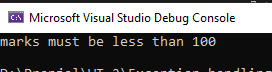 Microsoft Visual Studio Debug Console
marks must be less than 100